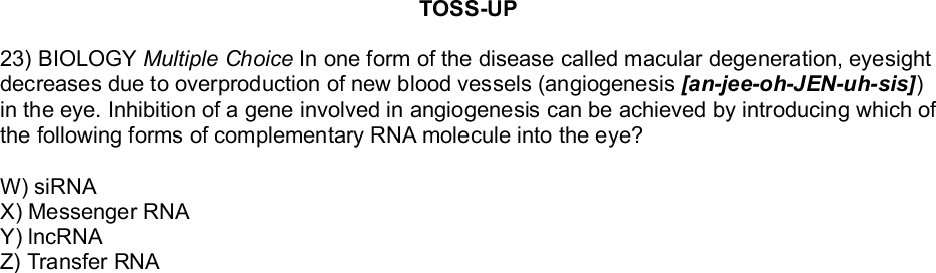 TOSS-UP
23) BIOLOGY Multiple Choice In one form of the disease called macular degeneration, eyesight
decreases due to overproduction of new blood vessels (angiogenesis [an-jee-oh-JEN-uh-sis])
in the eye. Inhibition of a gene involved in angiogenesis can be achieved by introducing which of
the following forms of complementary RNA molecule into the eye?
W) siRNA
X) Messenger RNA
Y) lncRNA
Z) Transfer RNA